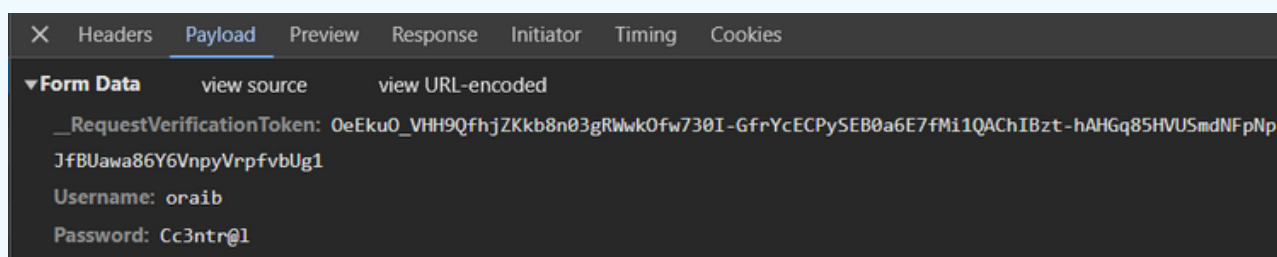 Headers Payload Preview Response Initiator Timing Cookies
Form Data view source view URL-encoded
__RequestVerificationToken: OeEkuO_VHH9QfhjZKkb8n03gRWwkOfw730I-GfrYcECPySEB0a6E7fMi1QAChIBzt-hAHGq85HVUSmdNFpNp
JfBUawa86Y6VnpyVrpfvbUg1
Username: oraib
Password: Cc3ntr@l